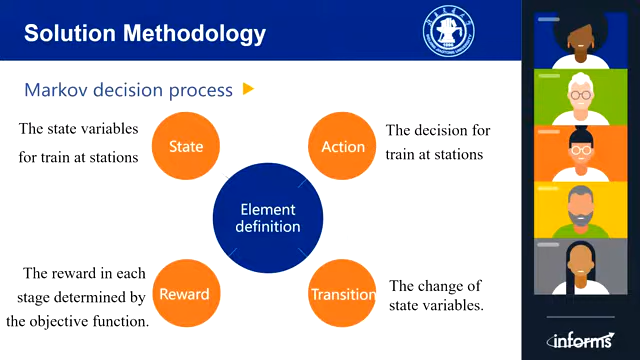 Solution Methodology
Markov decision process
The state variables
for train at stations
State
Action
The decision for
train at stations
Element
definition
The reward in each
stage determined by
the objective function.
Reward
Transition
The change of
state variables.
informs